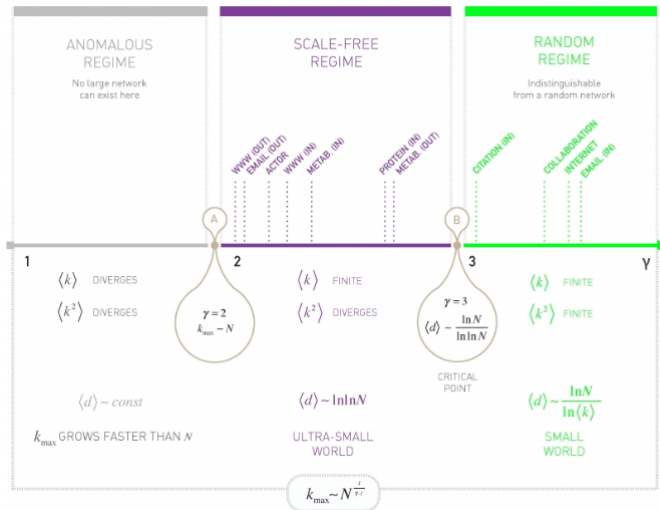 ANOMALOUS
REGIME
No large network
can exist here
SCALE-FREE
REGIME
RANDOM
REGIME
Indistinguishable
from a random network
WWW (OUT)
EMAIL (OUT)
ACTOR
WWW (IN)
METAB. (IN)
PROTEIN (IN)
METAB. (OUT)
CITATION (IN)
COLLABORATION
INTERNET
EMAIL (IN)
A
B
1
2
3
γ
⟨k⟩ DIVERGES
⟨k²⟩ DIVERGES
γ = 2
k_max ~ N
⟨k⟩ FINITE
⟨k²⟩ DIVERGES
γ = 3
⟨d⟩ ~ lnN / lnlnN
CRITICAL
POINT
⟨k⟩ FINITE
⟨k²⟩ FINITE
⟨d⟩ ~ const
k_max GROWS FASTER THAN N
⟨d⟩ ~ lnlnN
ULTRA-SMALL
WORLD
⟨d⟩ ~ lnN / ln⟨k⟩
SMALL
WORLD
k_max ~ N^(1/(γ-1))